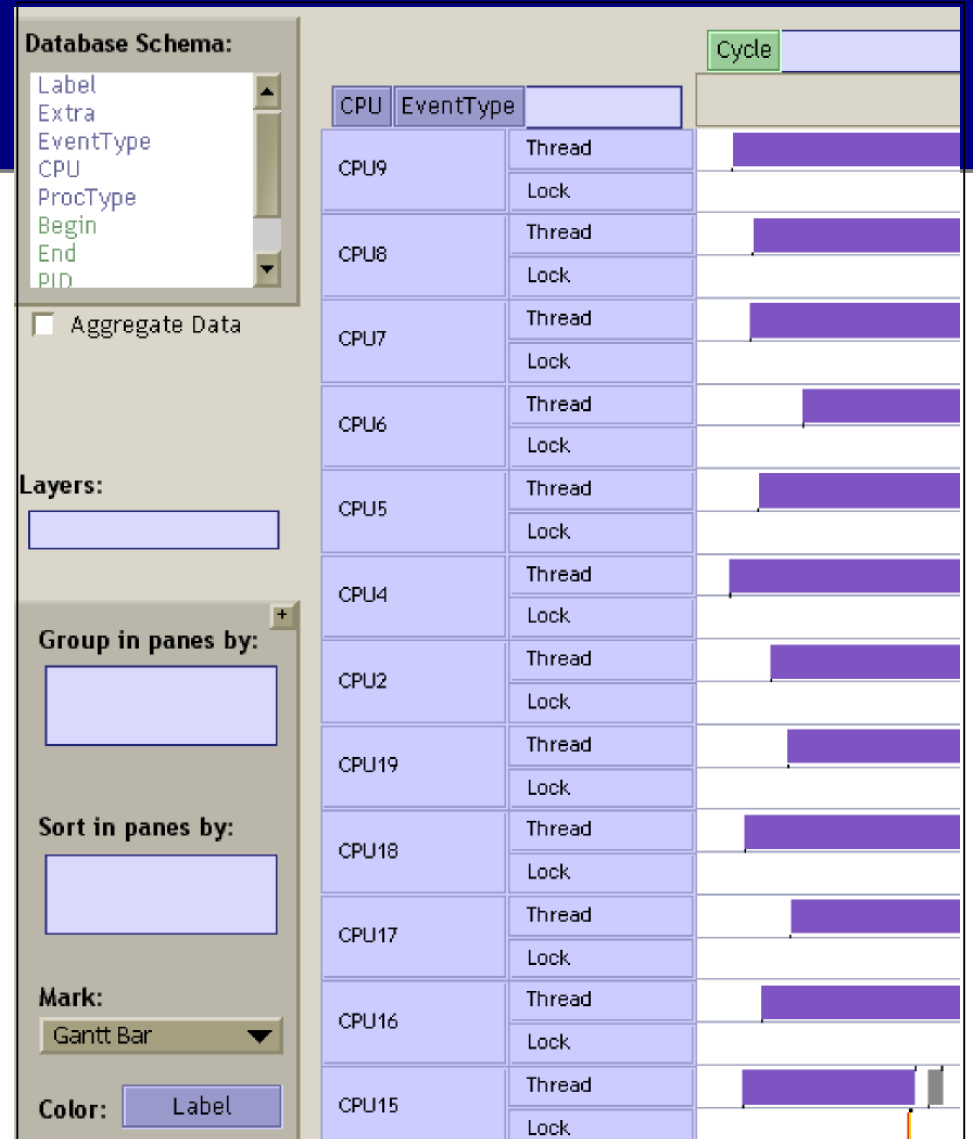 Database Schema:
Label
Extra
EventType
CPU
ProcType
Begin
End
PID
Aggregate Data
Layers:
+
Group in panes by:
Sort in panes by:
Mark:
Gantt Bar
Color: Label
Cycle
CPU EventType
CPU9
Thread
Lock
CPU8
Thread
Lock
CPU7
Thread
Lock
CPU6
Thread
Lock
CPU5
Thread
Lock
CPU4
Thread
Lock
CPU2
Thread
Lock
CPU19
Thread
Lock
CPU18
Thread
Lock
CPU17
Thread
Lock
CPU16
Thread
Lock
CPU15
Thread
Lock